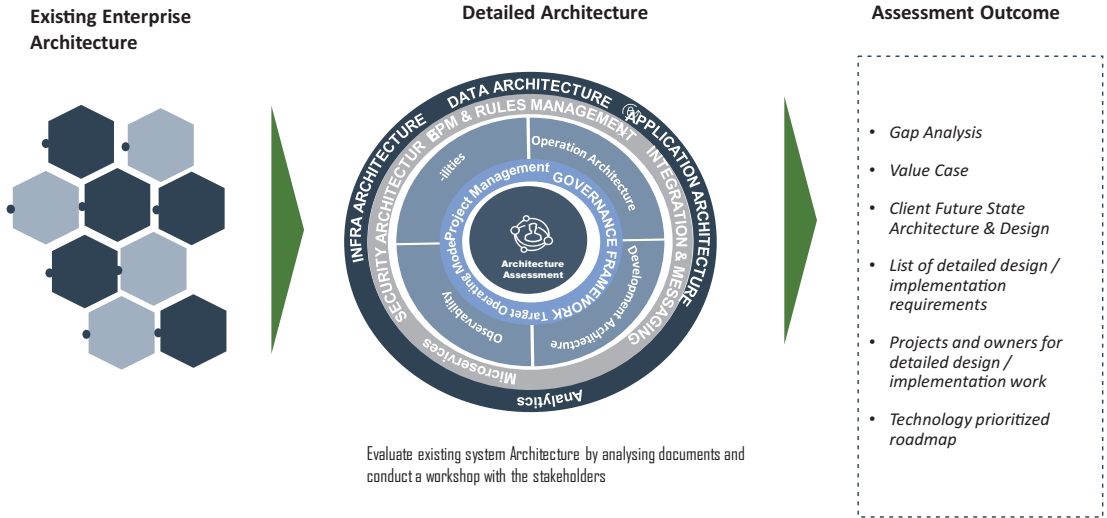 Existing Enterprise
Architecture
Detailed Architecture
Assessment Outcome
INFRA ARCHITECTURE
DATA ARCHITECTURE
APPLICATION ARCHITECTURE
Analytics
SECURITY ARCHITECTUR
BPM & RULES MANAGEMENT
INTEGRATION & MESSAGING
Microservices
-ilities
Operation Architecture
Development Architecture
Observability
Project Management
GOVERNANCE FRAMEWORK
Target Operating Mode
Architecture
Assessment
Evaluate existing system Architecture by analysing documents and
conduct a workshop with the stakeholders
• Gap Analysis
• Value Case
• Client Future State
Architecture & Design
• List of detailed design /
implementation
requirements
• Projects and owners for
detailed design /
implementation work
• Technology prioritized
roadmap